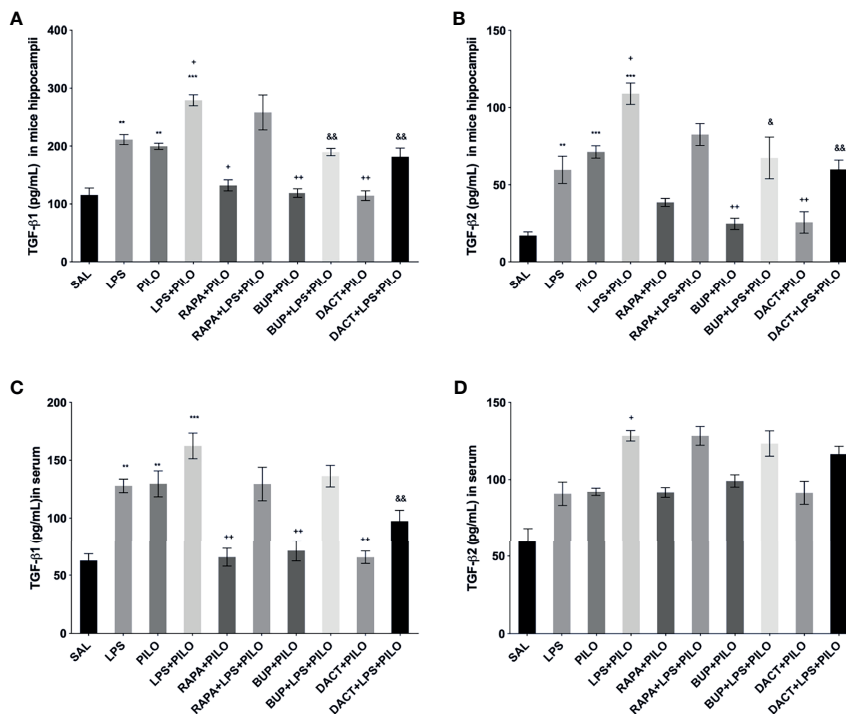 A
TGF-β1 (pg/mL) in mice hippocampii
400
300
200
100
0
**
**
+
***
+
++
&&
++
&&
SAL
LPS
PILO
LPS+PILO
RAPA+PILO
RAPA+LPS+PILO
BUP+PILO
BUP+LPS+PILO
DACT+PILO
DACT+LPS+PILO
B
TGF-β2 (pg/mL) in mice hippocampii
150
100
50
0
**
***
+
***
++
&
++
&&
SAL
LPS
PILO
LPS+PILO
RAPA+PILO
RAPA+LPS+PILO
BUP+PILO
BUP+LPS+PILO
DACT+PILO
DACT+LPS+PILO
C
TGF-β1 (pg/mL)in serum
200
150
100
50
0
**
**
***
++
++
++
&&
SAL
LPS
PILO
LPS+PILO
RAPA+PILO
RAPA+LPS+PILO
BUP+PILO
BUP+LPS+PILO
DACT+PILO
DACT+LPS+PILO
D
TGF-β2 (pg/mL) in serum
150
100
50
0
+
SAL
LPS
PILO
LPS+PILO
RAPA+PILO
RAPA+LPS+PILO
BUP+PILO
BUP+LPS+PILO
DACT+PILO
DACT+LPS+PILO